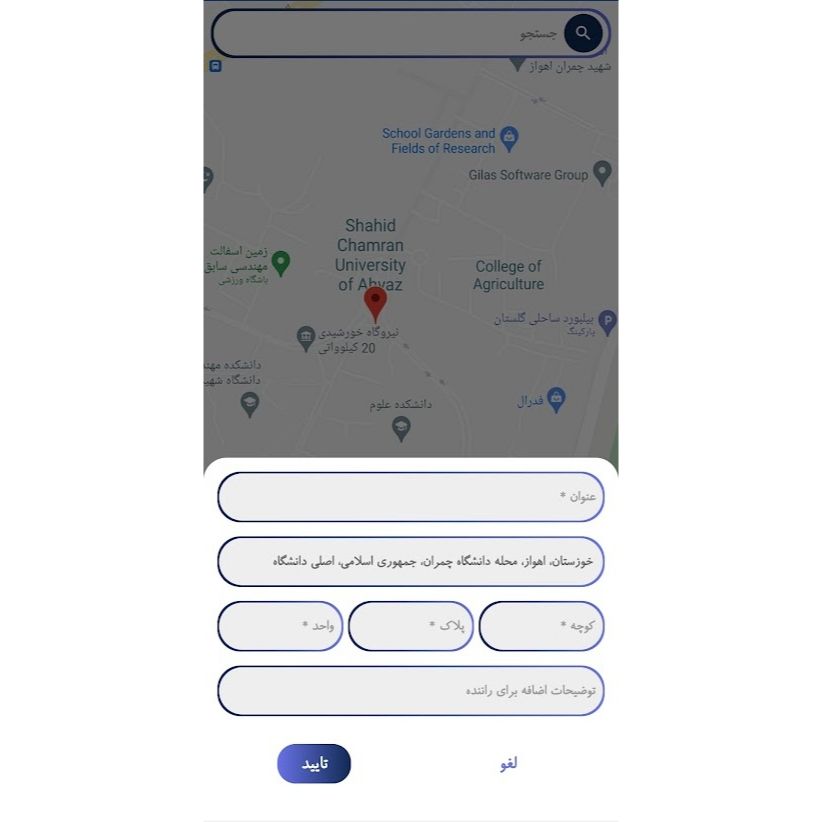 جستجو
شهید چمران اهواز
School Gardens and
Fields of Research
Gilas Software Group
Shahid
Chamran
University
of Ahvaz
College of
Agriculture
زمین آسفالت
مهندسی سابق
باشگاه ورزشی
بیلبورد ساحلی گلستان
پارکینگ
P
نیروگاه خورشیدی
20 کیلوواتی
دانشکده مهند
دانشگاه شهی
دانشکده علوم
فدرال
عنوان *
خوزستان، اهواز، محله دانشگاه چمران، جمهوری اسلامی، اصلی دانشگاه
کوچه *
پلاک *
واحد *
توضیحات اضافه برای راننده
لغو
تایید